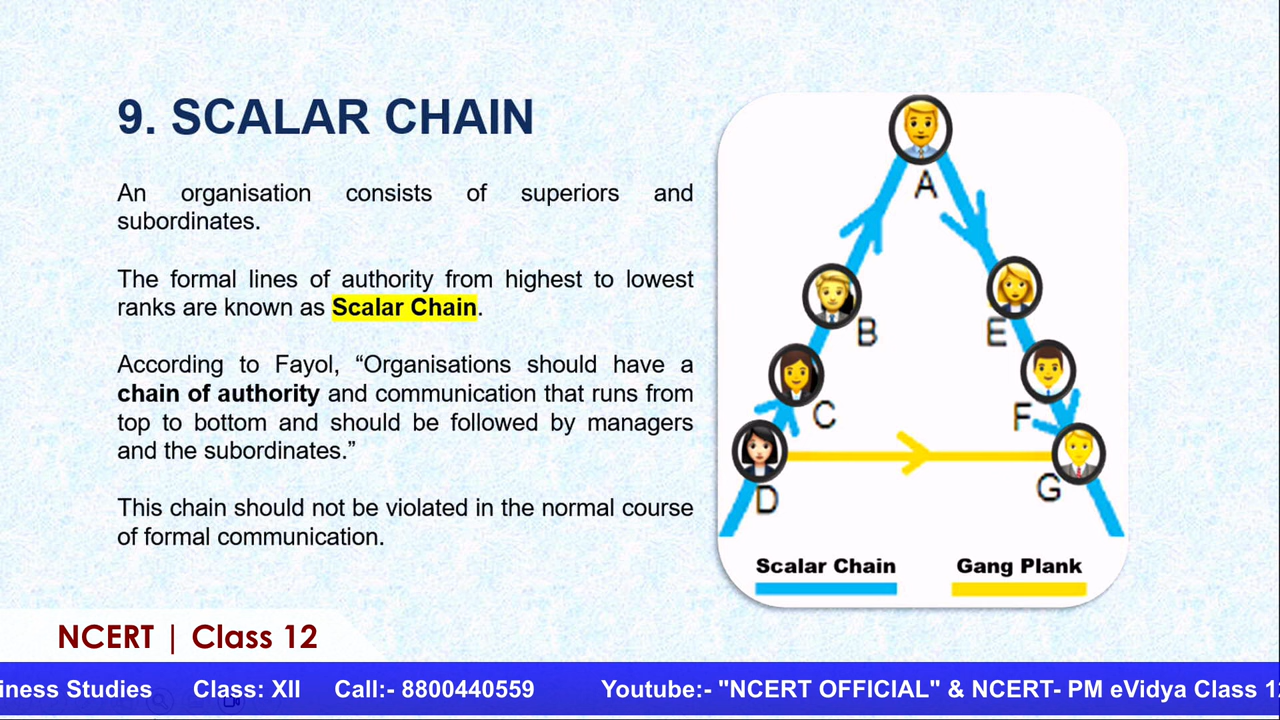 9. SCALAR CHAIN
An organisation consists of superiors and
subordinates.
The formal lines of authority from highest to lowest
ranks are known as Scalar Chain.
According to Fayol, “Organisations should have a
chain of authority and communication that runs from
top to bottom and should be followed by managers
and the subordinates.”
This chain should not be violated in the normal course
of formal communication.
A
B
E
C
F
D
G
Scalar Chain
Gang Plank
NCERT | Class 12
iness Studies Class: XII Call:- 8800440559 Youtube:- "NCERT OFFICIAL" & NCERT- PM eVidya Class 1